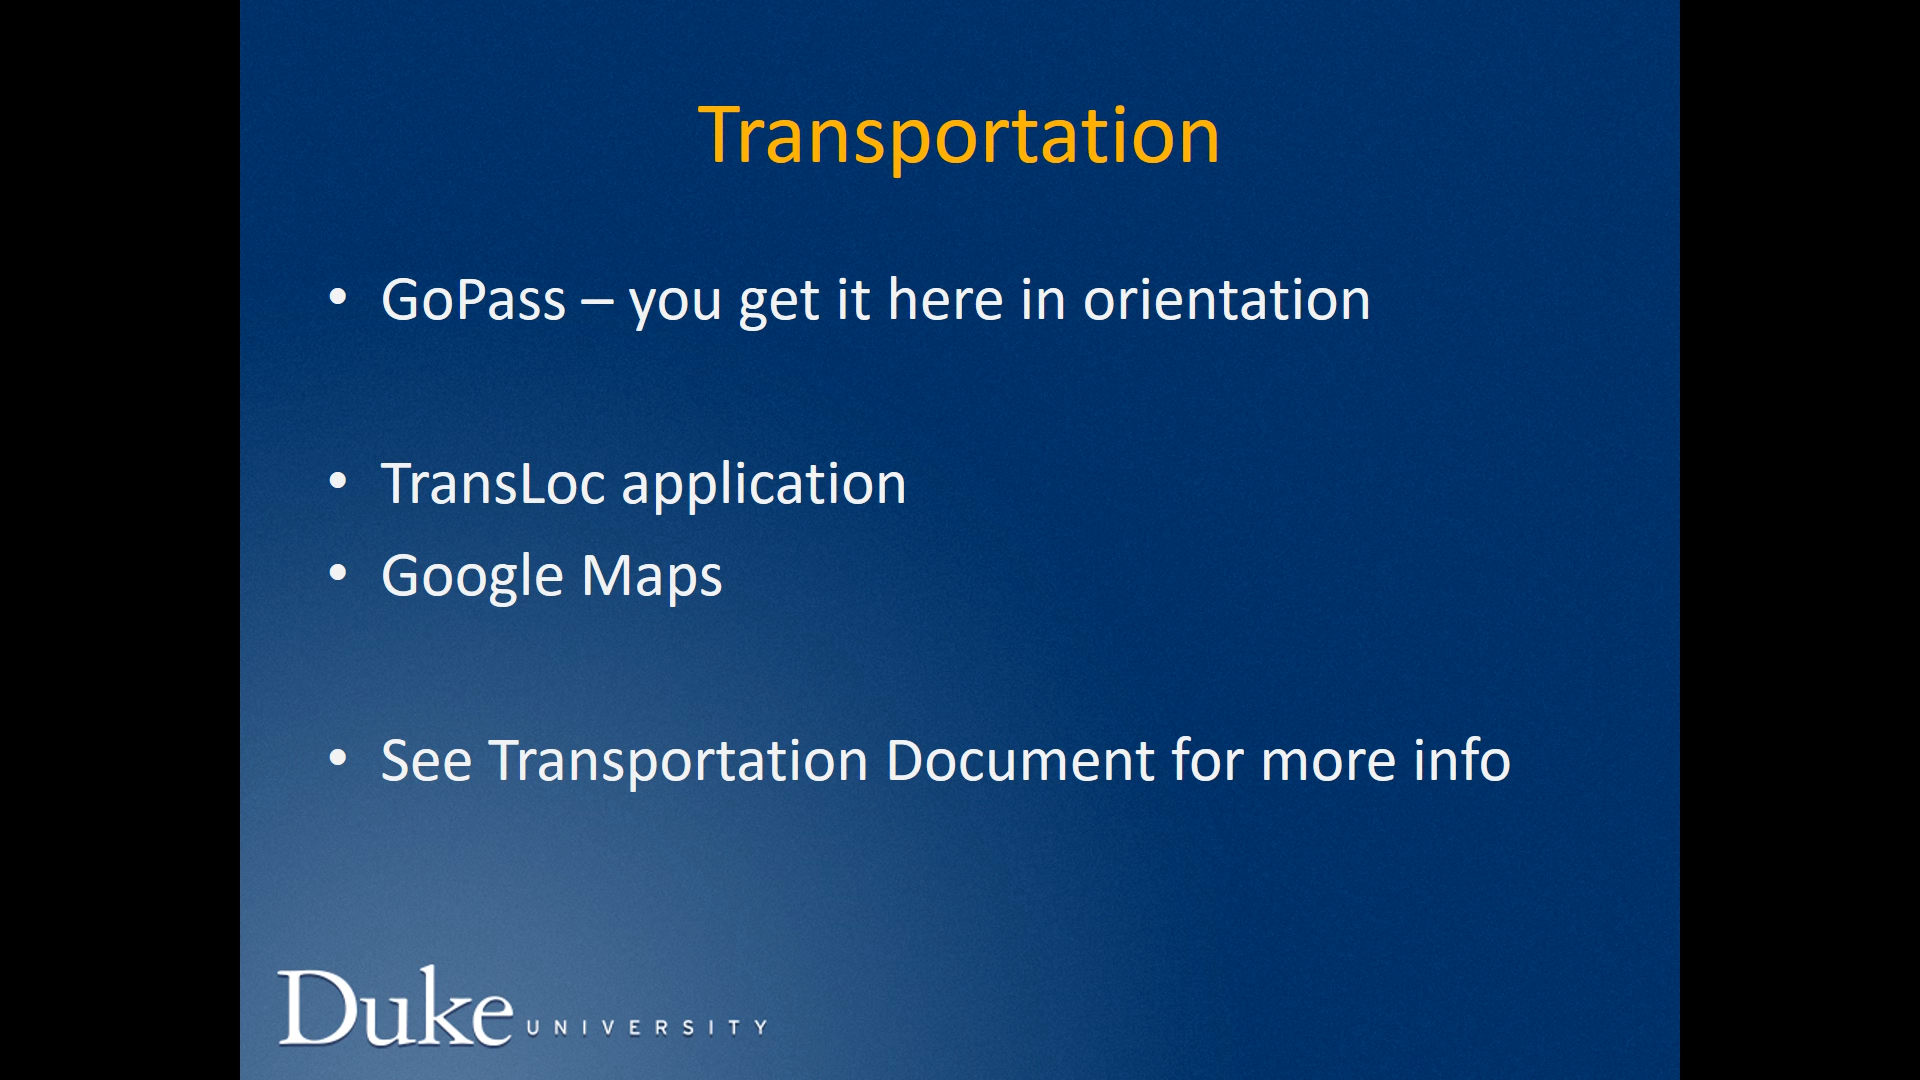 Transportation
• GoPass – you get it here in orientation
• TransLoc application
• Google Maps
• See Transportation Document for more info
Duke UNIVERSITY